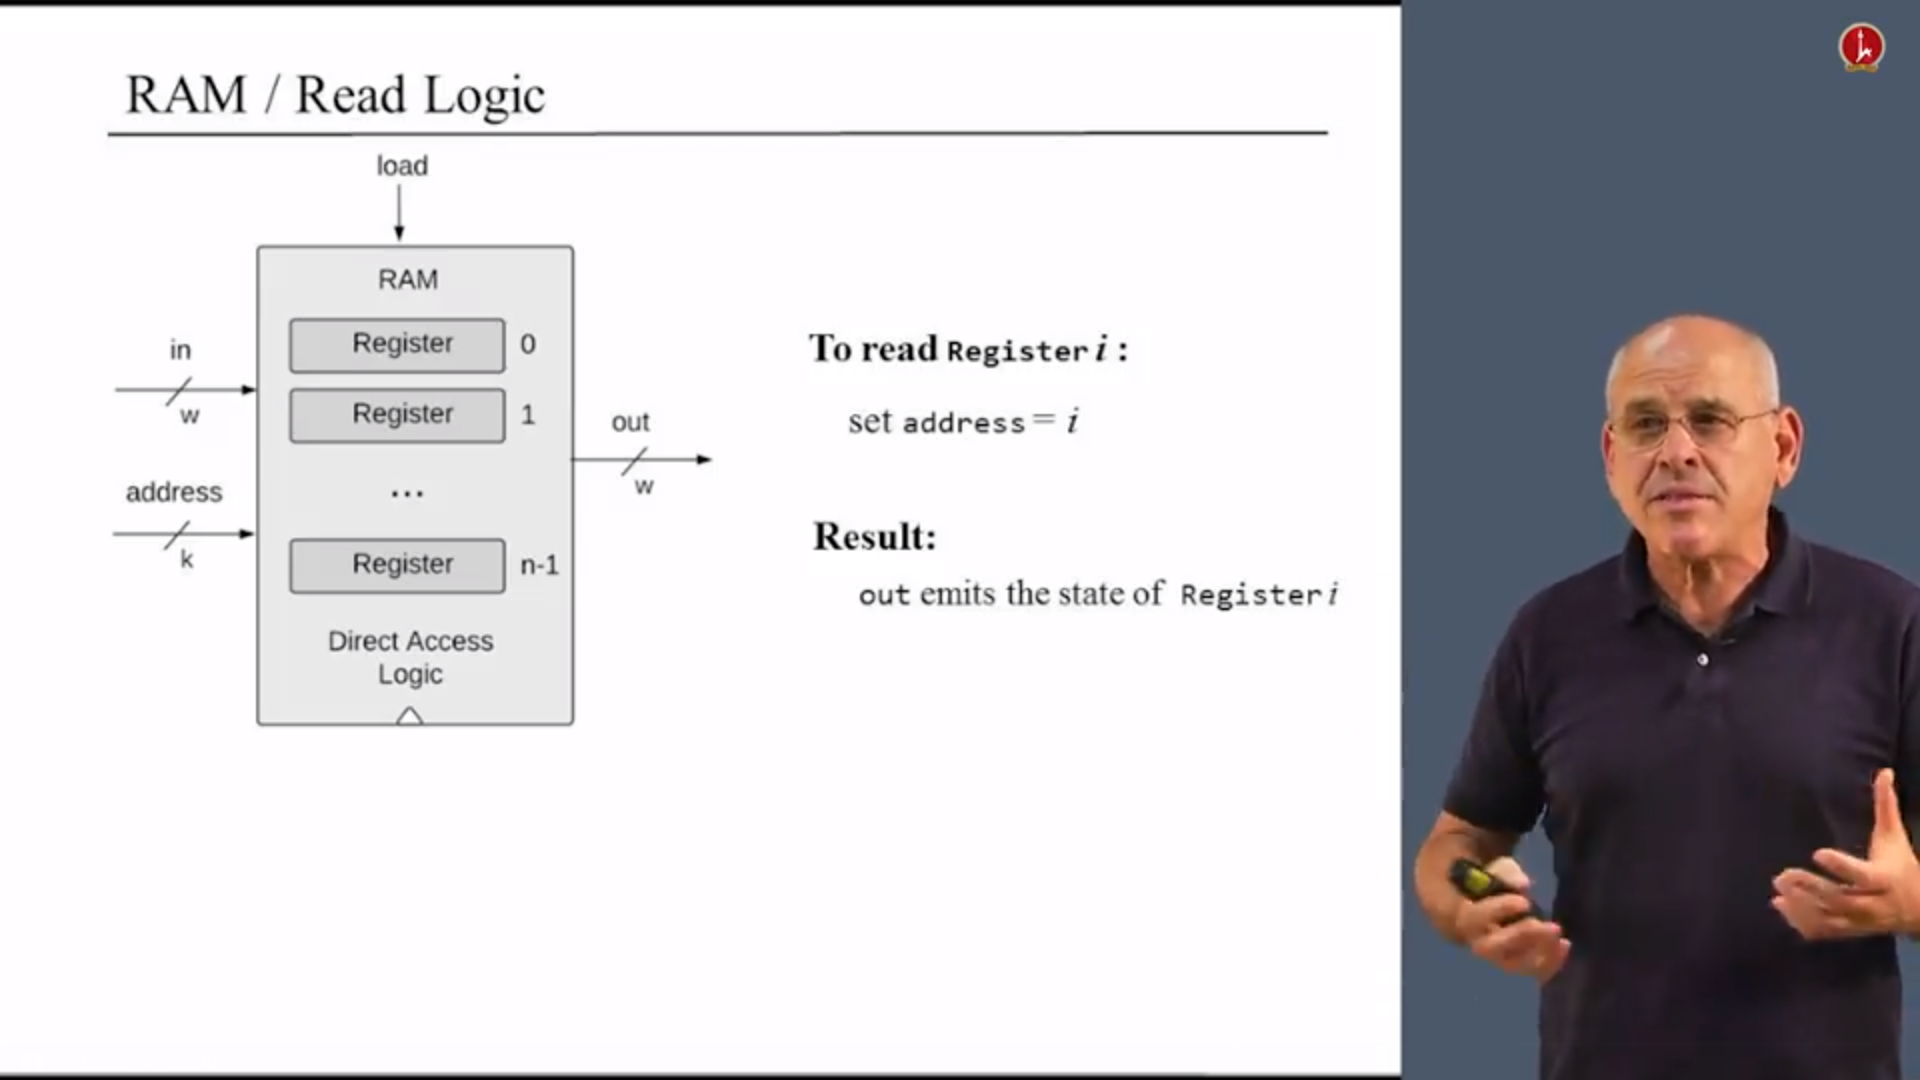 RAM / Read Logic
load
RAM
Register 0
in
w
Register 1
out
w
address
k
...
Register n-1
Direct Access
Logic
To read Register i :
set address = i
Result:
out emits the state of Register i